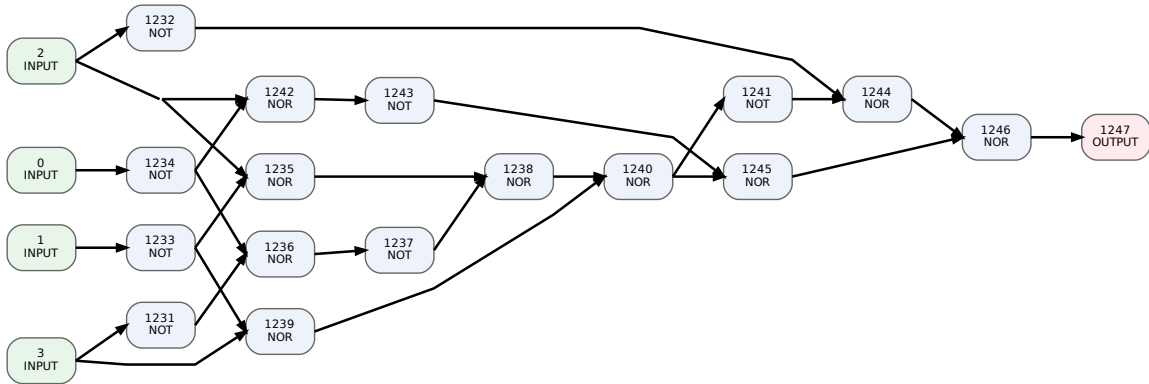 1232
NOT
2
INPUT
1242
NOR
1243
NOT
1241
NOT
1244
NOR
1246
NOR
1247
OUTPUT
0
INPUT
1234
NOT
1235
NOR
1238
NOR
1240
NOR
1245
NOR
1
INPUT
1233
NOT
1236
NOR
1237
NOT
1231
NOT
1239
NOR
3
INPUT